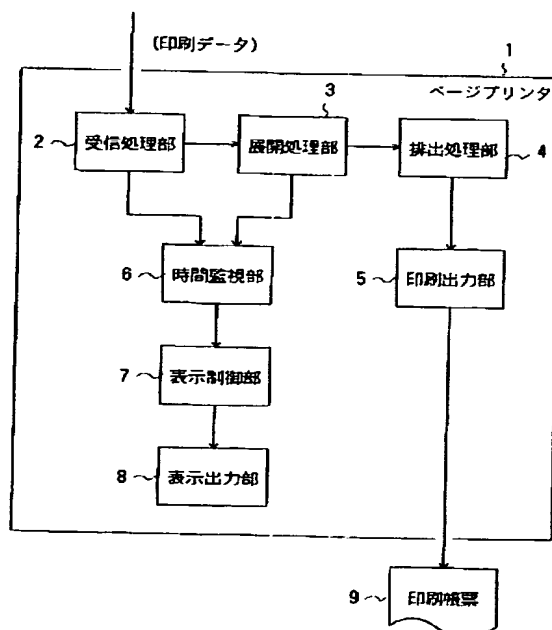 (印刷データ)
1
ページプリンタ
2 受信処理部
3
展開処理部
排出処理部 4
6 時間監視部
5 印刷出力部
7 表示制御部
8 表示出力部
9 印刷帳票